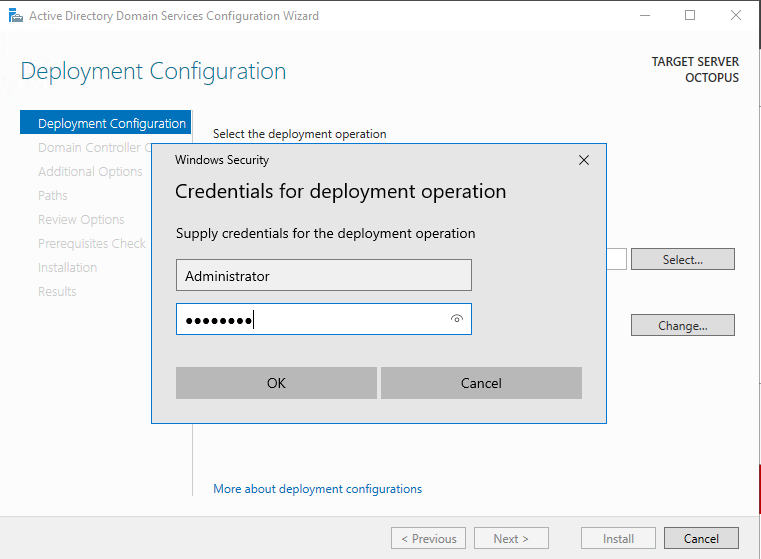 Active Directory Domain Services Configuration Wizard
Deployment Configuration
TARGET SERVER
OCTOPUS
Deployment Configuration
Domain Controller
Additional Options
Paths
Review Options
Prerequisites Check
Installation
Results
Select the deployment operation
Windows Security
Credentials for deployment operation
Supply credentials for the deployment operation
Administrator
●●●●●●●●
OK
Cancel
Select...
Change...
More about deployment configurations
< Previous
Next >
Install
Cancel